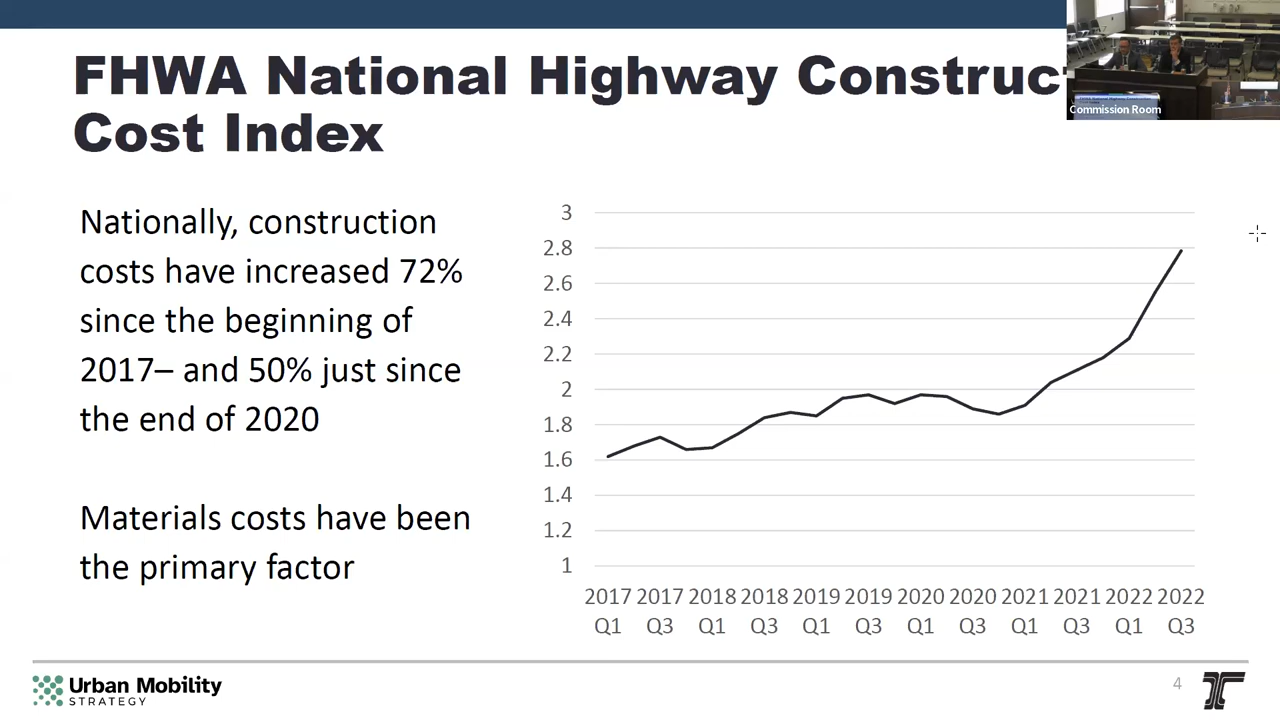 FHWA National Highway Construc
Cost Index
Commission Room
Nationally, construction
costs have increased 72%
since the beginning of
2017– and 50% just since
the end of 2020
Materials costs have been
the primary factor
3
2.8
2.6
2.4
2.2
2
1.8
1.6
1.4
1.2
1
2017 2017 2018 2018 2019 2019 2020 2020 2021 2021 2022 2022
Q1 Q3 Q1 Q3 Q1 Q3 Q1 Q3 Q1 Q3 Q1 Q3
Urban Mobility
STRATEGY
4